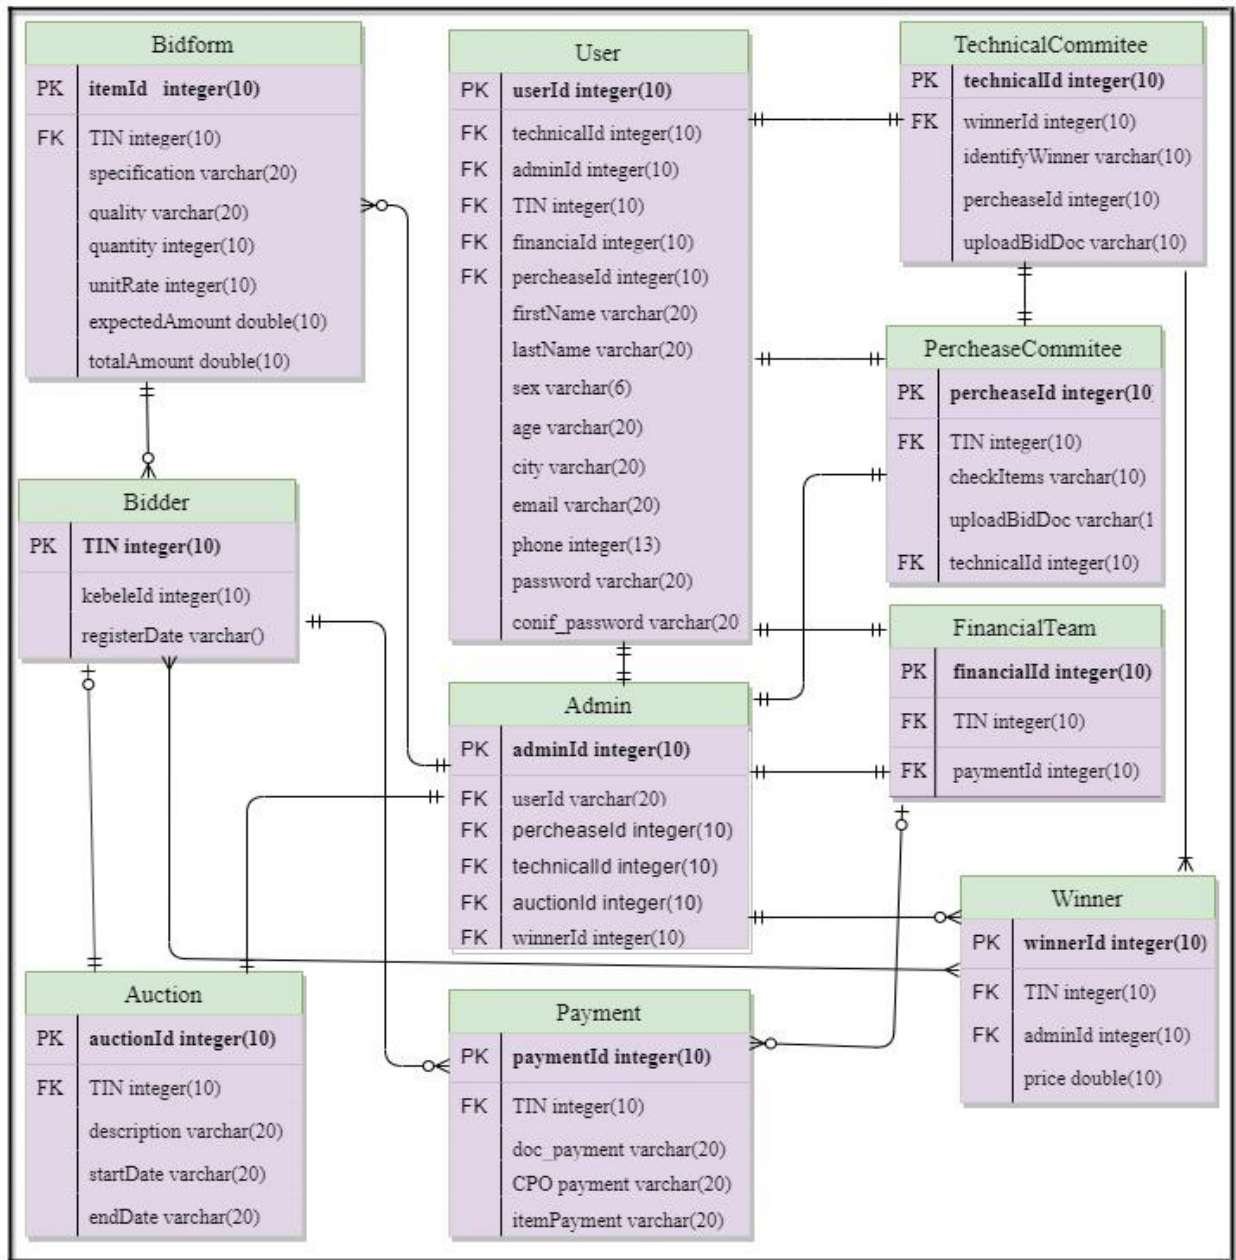 Bidform
PK itemId integer(10)
FK TIN integer(10)
specification varchar(20)
quality varchar(20)
quantity integer(10)
unitRate integer(10)
expectedAmount double(10)
totalAmount double(10)
User
PK userId integer(10)
FK technicalId integer(10)
FK adminId integer(10)
FK TIN integer(10)
FK financiaId integer(10)
FK percheaseId integer(10)
firstName varchar(20)
lastName varchar(20)
sex varchar(6)
age varchar(20)
city varchar(20)
email varchar(20)
phone integer(13)
password varchar(20)
conif_password varchar(20
TechnicalCommitee
PK technicalId integer(10)
FK winnerId integer(10)
identifyWinner varchar(10)
percheaseId integer(10)
uploadBidDoc varchar(10)
PercheaseCommitee
PK percheaseId integer(10
FK TIN integer(10)
checkItems varchar(10)
uploadBidDoc varchar(1
FK technicalId integer(10)
Bidder
PK TIN integer(10)
kebeleId integer(10)
registerDate varchar()
FinancialTeam
PK financialId integer(10)
FK TIN integer(10)
FK paymentId integer(10)
Admin
PK adminId integer(10)
FK userId varchar(20)
FK percheaseId integer(10)
FK technicalId integer(10)
FK auctionId integer(10)
FK winnerId integer(10)
Winner
PK winnerId integer(10)
FK TIN integer(10)
FK adminId integer(10)
price double(10)
Auction
PK auctionId integer(10)
FK TIN integer(10)
description varchar(20)
startDate varchar(20)
endDate varchar(20)
Payment
PK paymentId integer(10)
FK TIN integer(10)
doc_payment varchar(20)
CPO payment varchar(20)
itemPayment varchar(20)